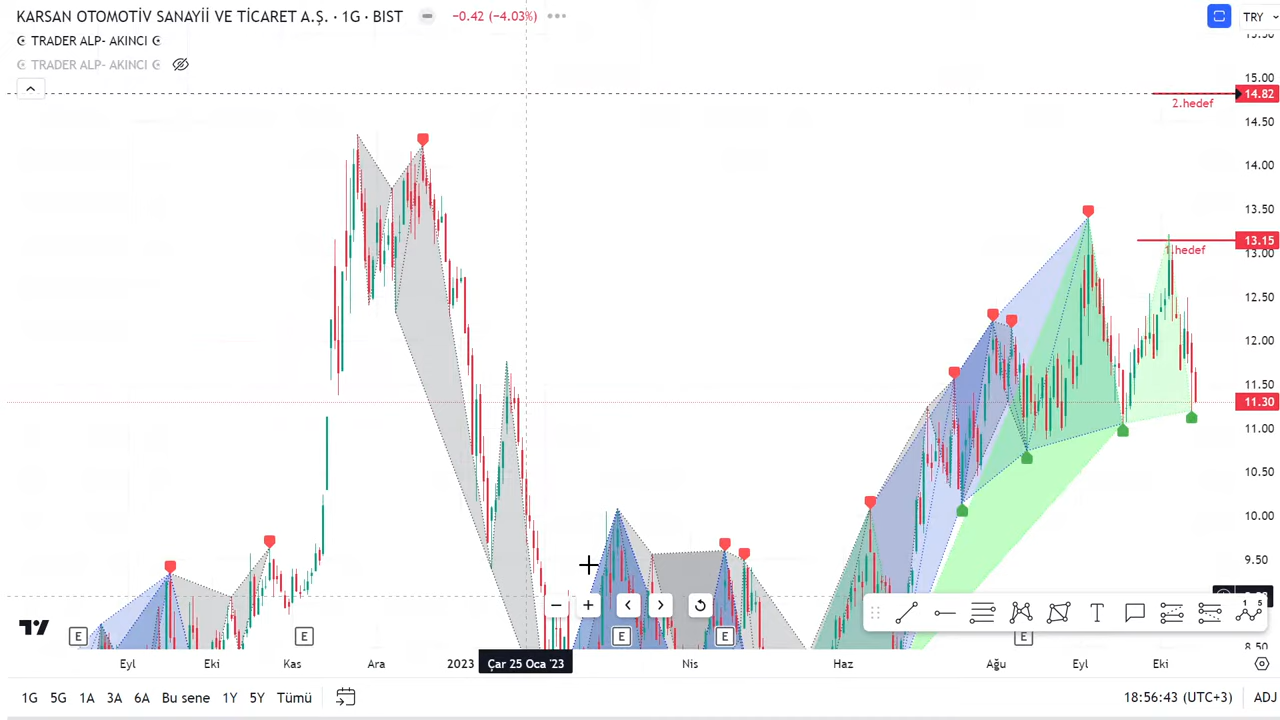 KARSAN OTOMOTİV SANAYİİ VE TİCARET A.Ş. · 1G · BIST −0.42 (−4.03%)
TRY
TRADER ALP- AKINCI
TRADER ALP- AKINCI
15.00
14.82
2.hedef
14.50
14.00
13.50
13.15
1.hedef
13.00
12.50
12.00
11.50
11.30
11.00
10.50
10.00
9.50
E
E
E
E
E
8.50
Eyl Eki Kas Ara 2023 Çar 25 Oca '23 Nis Haz Ağu Eyl Eki
1G 5G 1A 3A 6A Bu sene 1Y 5Y Tümü
18:56:43 (UTC+3) ADJ